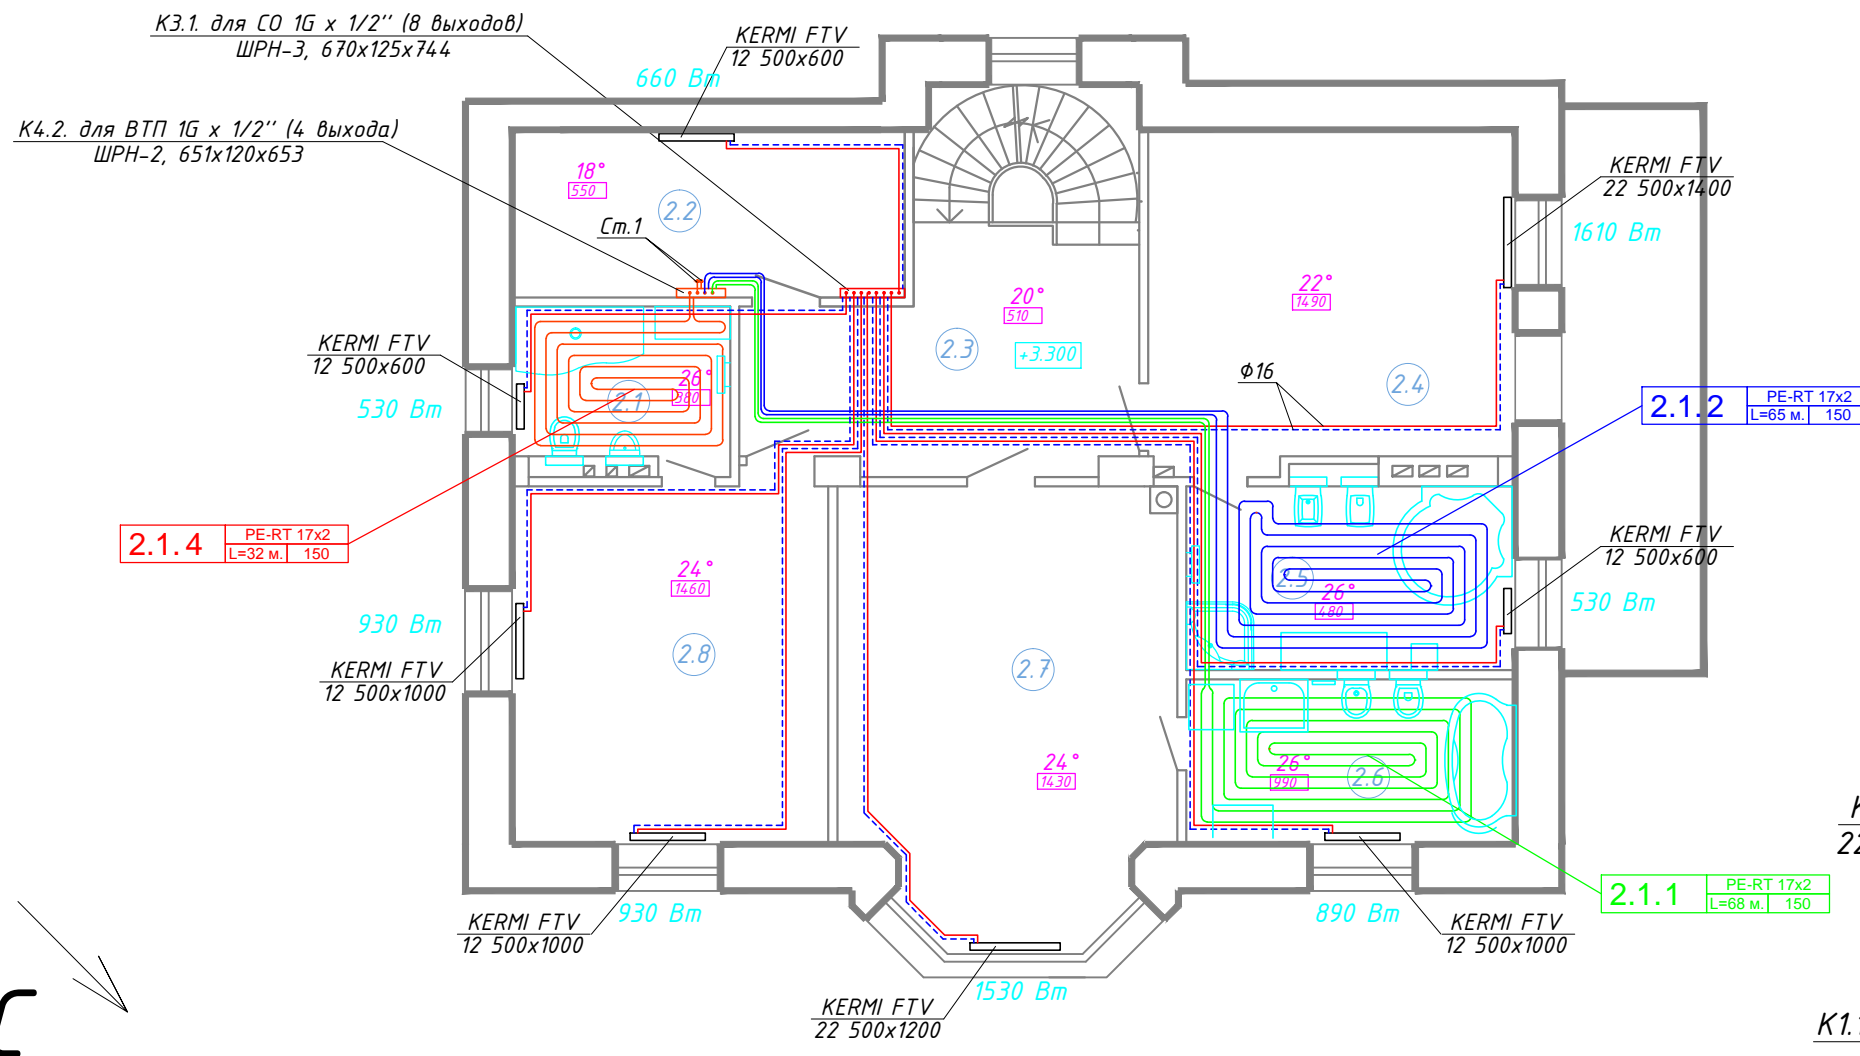 К3.1. для СО 1G x 1/2'' (8 выходов)
ШРН-3, 670x125x744
KERMI FTV
12 500x600
660 Вт
К4.2. для ВТП 1G x 1/2'' (4 выхода)
ШРН-2, 651x120x653
KERMI FTV
22 500x1400
1610 Вт
18°
550
2.2
Ст.1
20°
510
2.3
+3.300
22°
1490
2.4
Ф16
KERMI FTV
12 500x600
530 Вт
26°
380
2.1
2.1.2
PE-RT 17x2
L=65 м.
150
2.1.4
PE-RT 17x2
L=32 м.
150
KERMI FTV
12 500x600
530 Вт
24°
1460
2.5
26°
480
930 Вт
2.8
2.7
KERMI FTV
12 500x1000
24°
1430
26°
990
2.6
2.1.1
PE-RT 17x2
L=68 м.
150
KERMI FTV
12 500x1000
930 Вт
890 Вт
KERMI FTV
12 500x1000
1530 Вт
KERMI FTV
22 500x1200
К
22
К1.